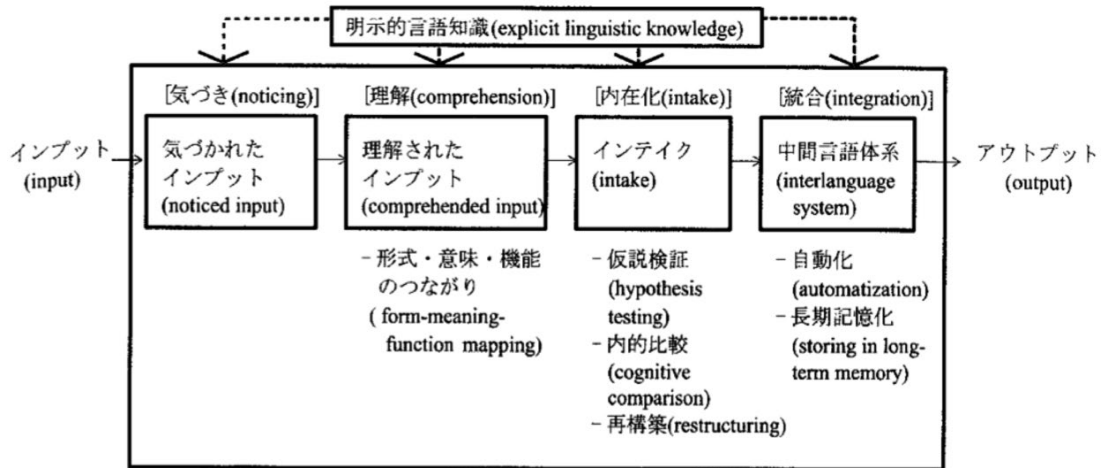 明示的言語知識(explicit linguistic knowledge)
[気づき(noticing)]
[理解(comprehension)]
[内在化(intake)]
[統合(integration)]
インプット
(input)
気づかれた
インプット
(noticed input)
理解された
インプット
(comprehended input)
インテイク
(intake)
中間言語体系
(interlanguage
system)
アウトプット
(output)
- 形式・意味・機能
のつながり
( form-meaning-
function mapping)
- 仮説検証
(hypothesis
testing)
- 内的比較
(cognitive
comparison)
- 再構築(restructuring)
- 自動化
(automatization)
- 長期記憶化
(storing in long-
term memory)